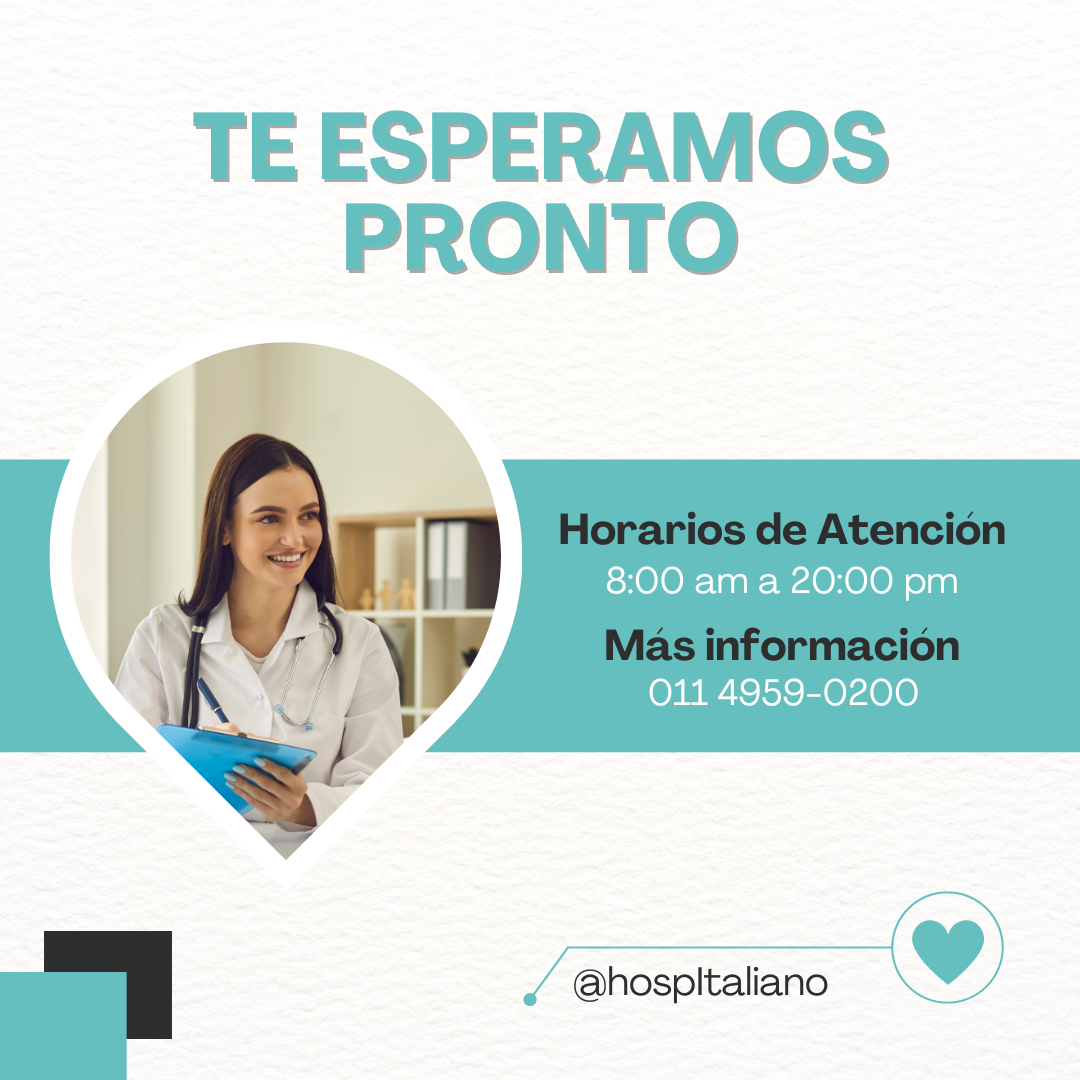 TE ESPERAMOS
PRONTO
Horarios de Atención
8:00 am a 20:00 pm
Más información
011 4959-0200
@hospItaliano